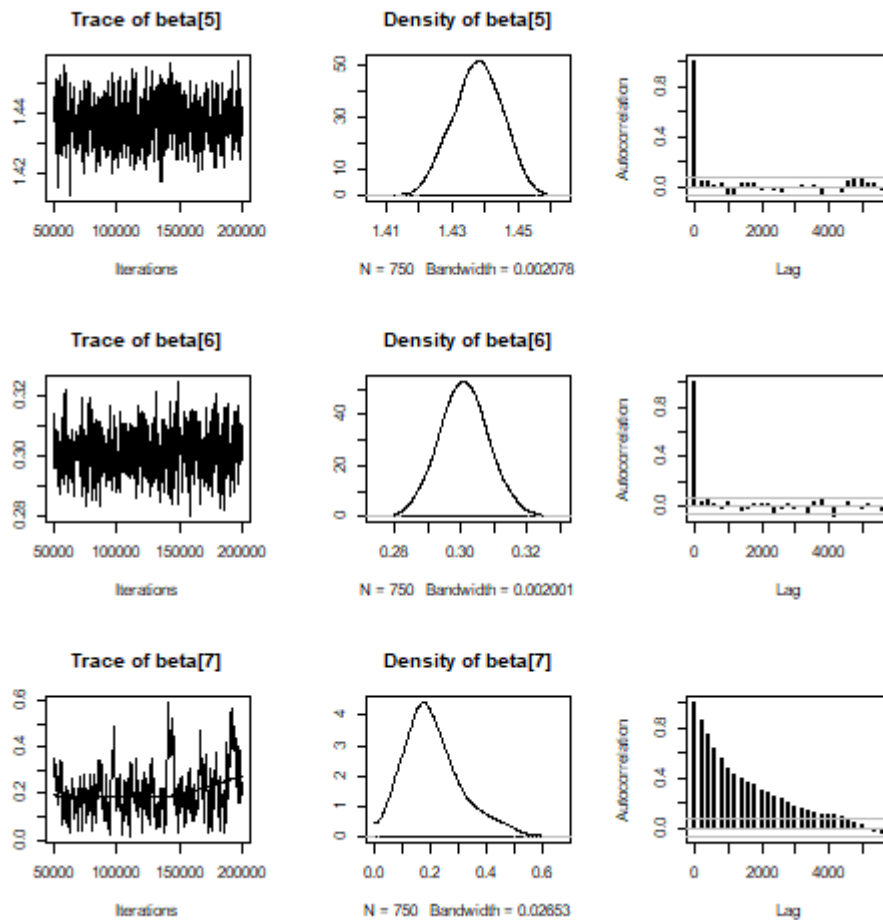 Trace of beta[5]
1.42 1.44
50000 100000 150000 200000
Iterations
Density of beta[5]
0 10 30 50
1.41 1.43 1.45
N = 750 Bandwidth = 0.002078
Autocorrelation
0.0 0.4 0.8
0 2000 4000
Lag
Trace of beta[6]
0.28 0.30 0.32
50000 100000 150000 200000
Iterations
Density of beta[6]
0 20 40
0.28 0.30 0.32
N = 750 Bandwidth = 0.002001
Autocorrelation
0.0 0.4 0.8
0 2000 4000
Lag
Trace of beta[7]
0.0 0.2 0.4 0.6
50000 100000 150000 200000
Iterations
Density of beta[7]
0 1 2 3 4
0.0 0.2 0.4 0.6
N = 750 Bandwidth = 0.02653
Autocorrelation
0.0 0.4 0.8
0 2000 4000
Lag